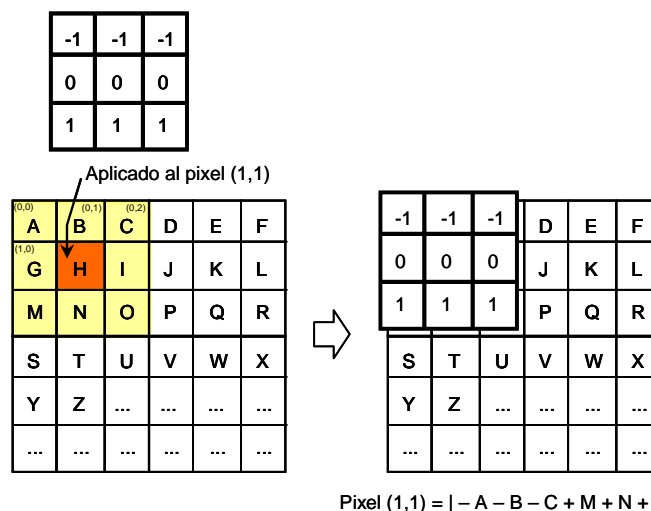 -1 -1 -1
0 0 0
1 1 1
Aplicado al pixel (1,1)
(0,0) (0,1) (0,2)
A B C D E F
(1,0)
G H I J K L
M N O P Q R
S T U V W X
Y Z ... ... ... ...
... ... ... ... ... ...
-1 -1 -1 D E F
0 0 0 J K L
1 1 1 P Q R
S T U V W X
Y Z ... ... ... ...
... ... ... ... ... ...
Pixel (1,1) = | – A – B – C + M + N +